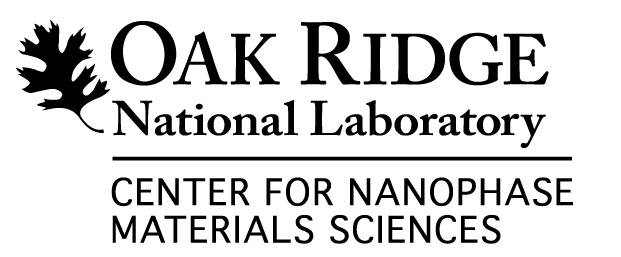 OAK RIDGE
National Laboratory
CENTER FOR NANOPHASE
MATERIALS SCIENCES